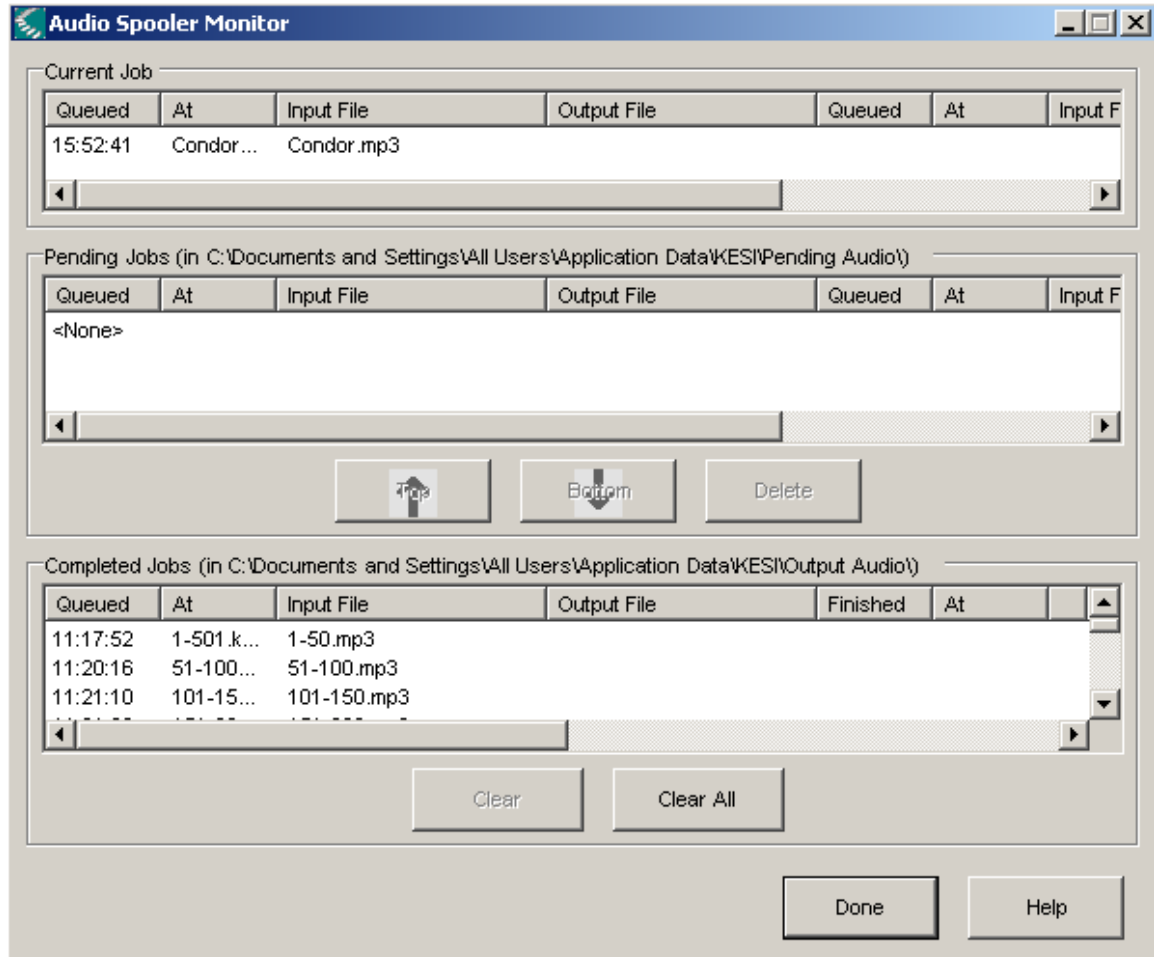 Audio Spooler Monitor
Current Job
Queued At Input File Output File Queued At Input F
15:52:41 Condor... Condor.mp3
Pending Jobs (in C:\Documents and Settings\All Users\Application Data\KESI\Pending Audio\)
Queued At Input File Output File Queued At Input F
<None>
Top Bottom Delete
Completed Jobs (in C:\Documents and Settings\All Users\Application Data\KESI\Output Audio\)
Queued At Input File Output File Finished At
11:17:52 1-501.k... 1-50.mp3
11:20:16 51-100... 51-100.mp3
11:21:10 101-15... 101-150.mp3
Clear Clear All
Done Help